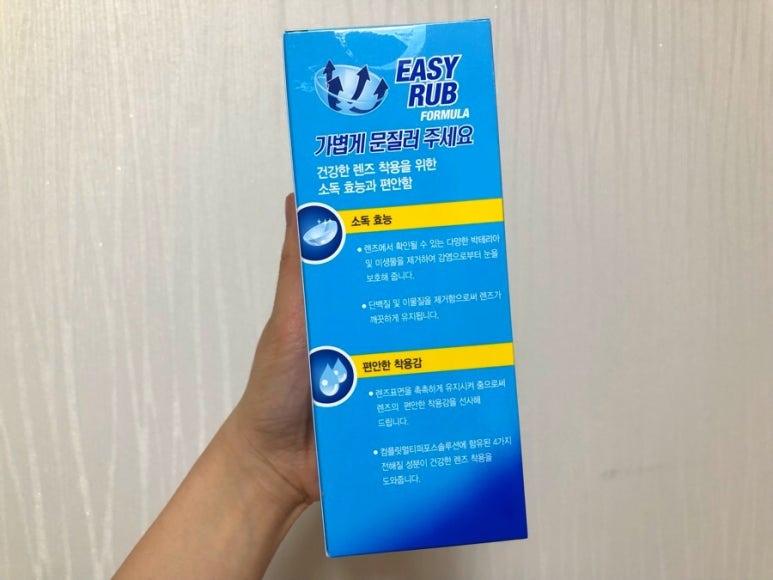 EASY
RUB
FORMULA
가볍게 문질러 주세요
건강한 렌즈 착용을 위한
소독 효능과 편안함
소독 효능
• 렌즈에서 확인될 수 있는 다양한 박테리아
및 미생물을 제거하여 감염으로부터 눈을
보호해 줍니다.
• 단백질 및 이물질을 제거함으로써 렌즈가
깨끗하게 유지됩니다.
편안한 착용감
• 렌즈표면을 촉촉하게 유지시켜 줌으로써
렌즈의 편안한 착용감을 선사해
드립니다.
• 컴플릿멀티퍼포스솔루션에 함유된 4가지
전해질 성분이 건강한 렌즈 착용을
도와줍니다.